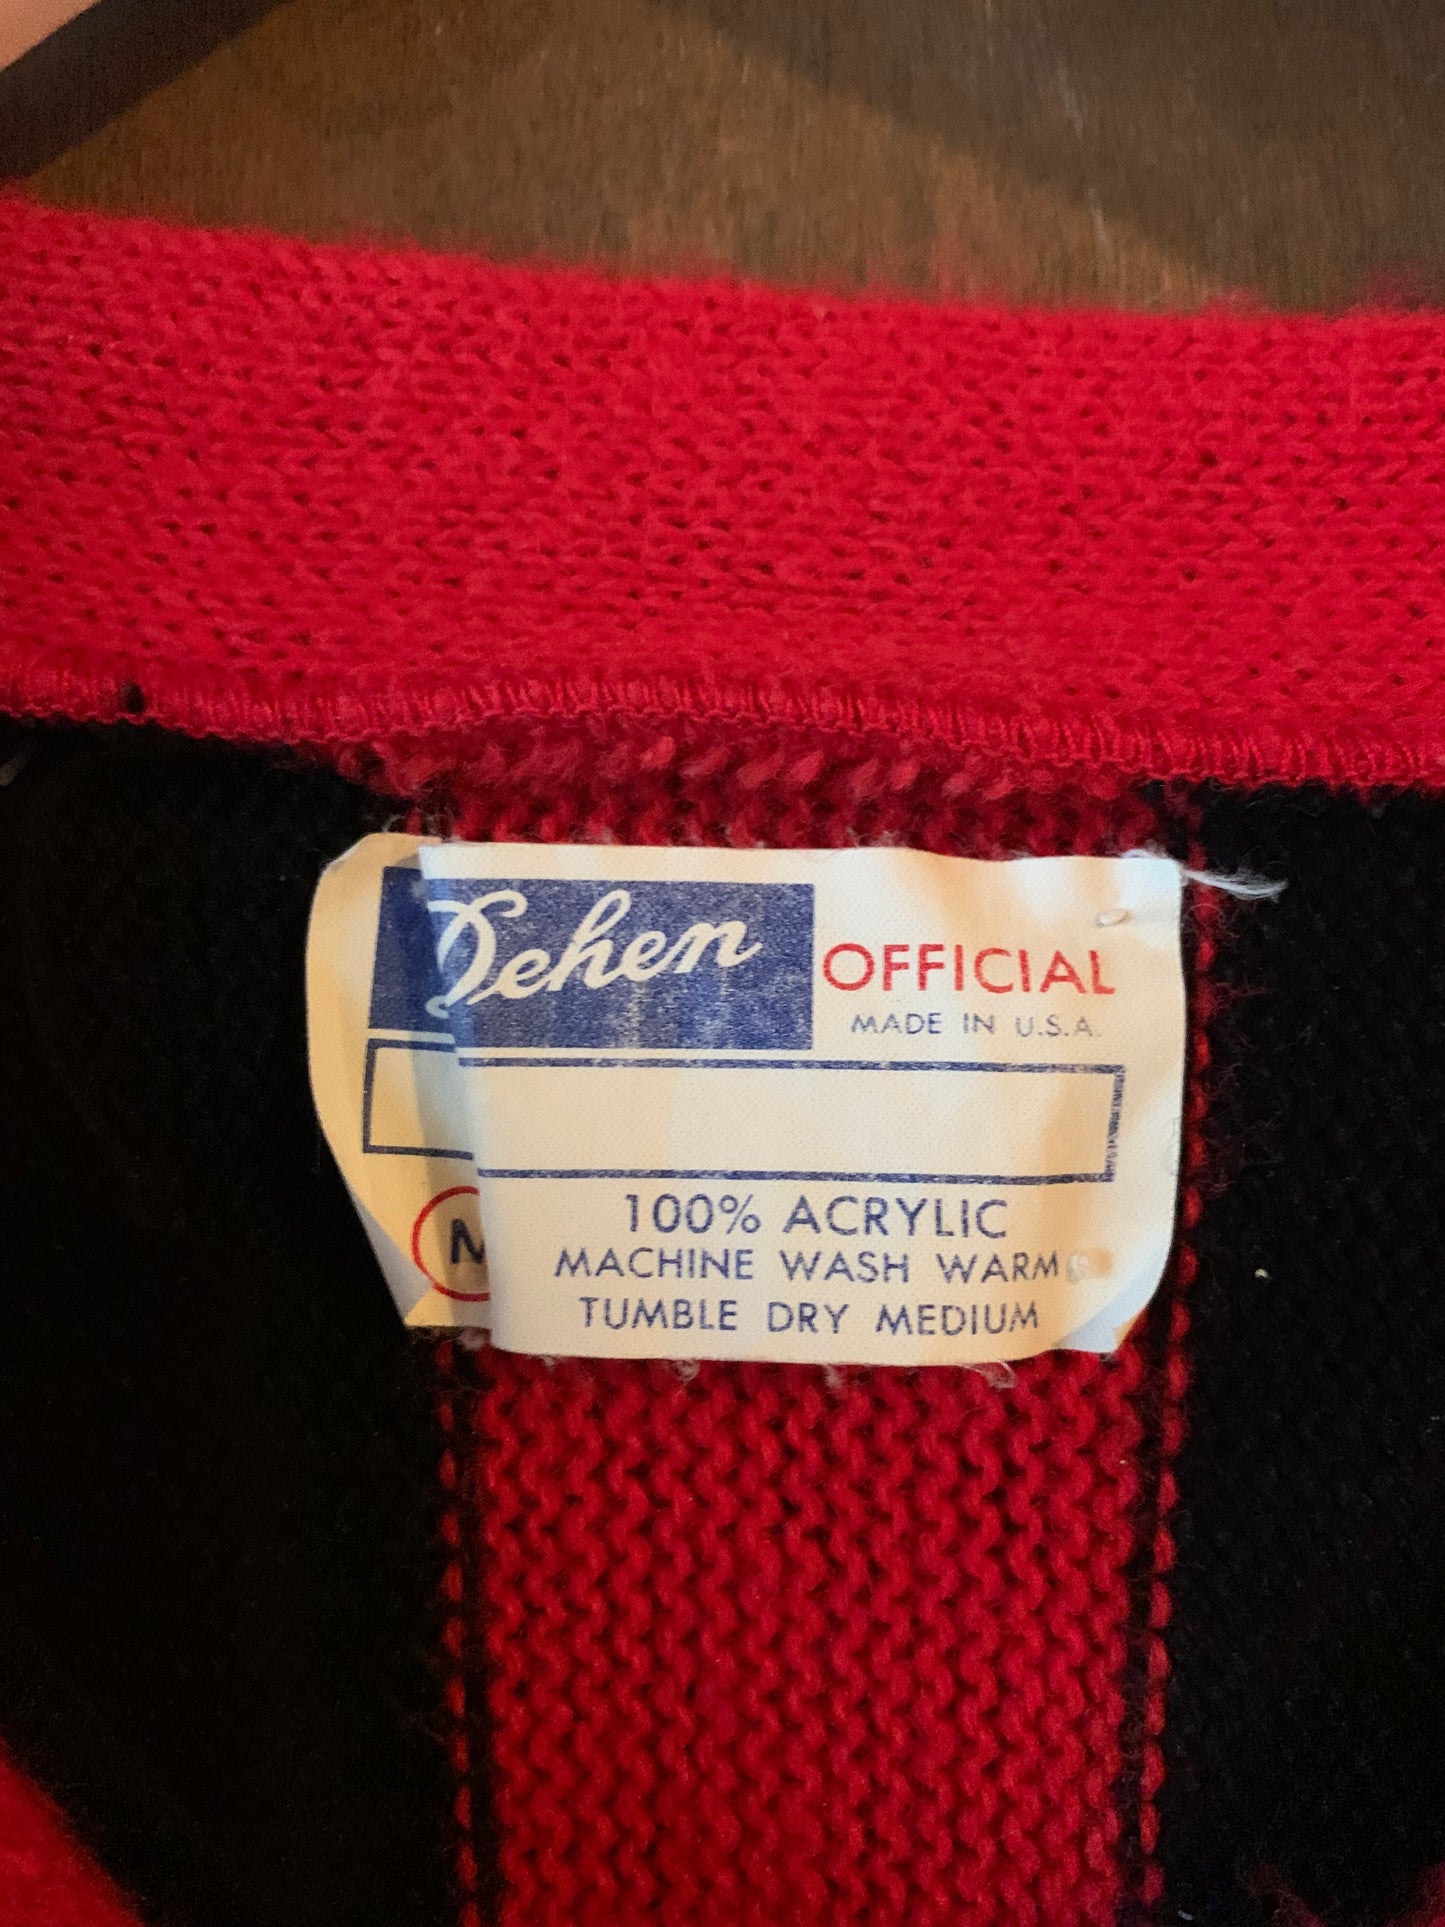 Dehen OFFICIAL
MADE IN U.S.A.
100% ACRYLIC
M MACHINE WASH WARM
TUMBLE DRY MEDIUM